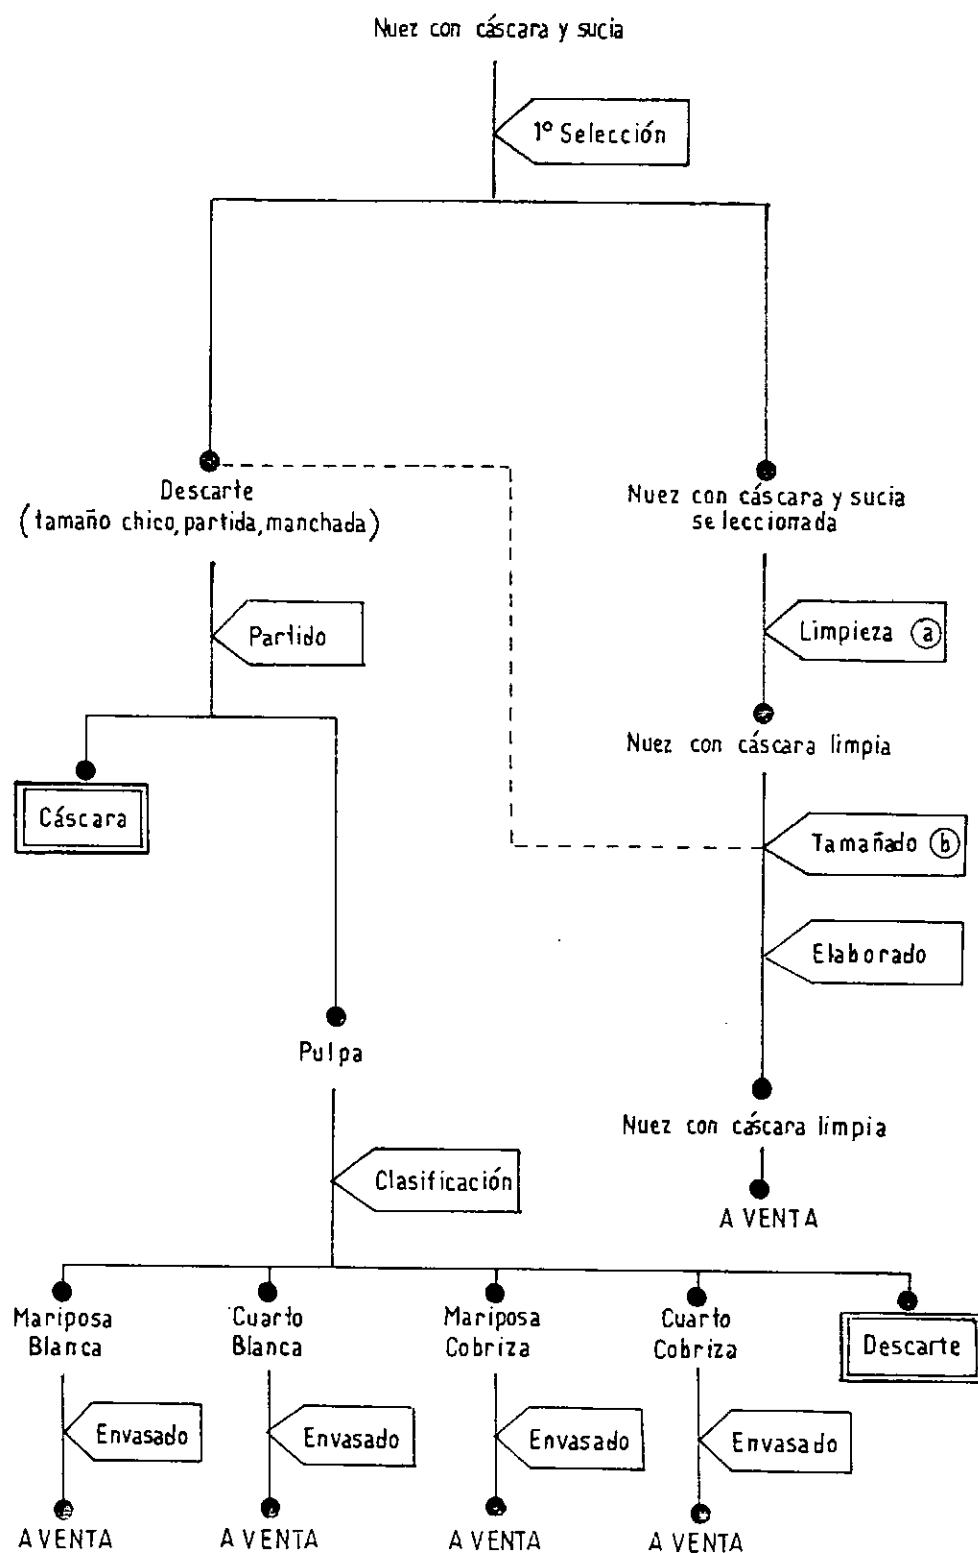 Nuez con cáscara y sucia
1º Selección
Descarte
(tamaño chico, partida, manchada)
Nuez con cáscara y sucia
seleccionada
Partido
Limpieza a
Nuez con cáscara limpia
Cáscara
Tamañado b
Elaborado
Pulpa
Nuez con cáscara limpia
Clasificación
A VENTA
Mariposa
Blanca
Cuarto
Blanca
Mariposa
Cobriza
Cuarto
Cobriza
Descarte
Envasado
Envasado
Envasado
Envasado
A VENTA
A VENTA
A VENTA
A VENTA